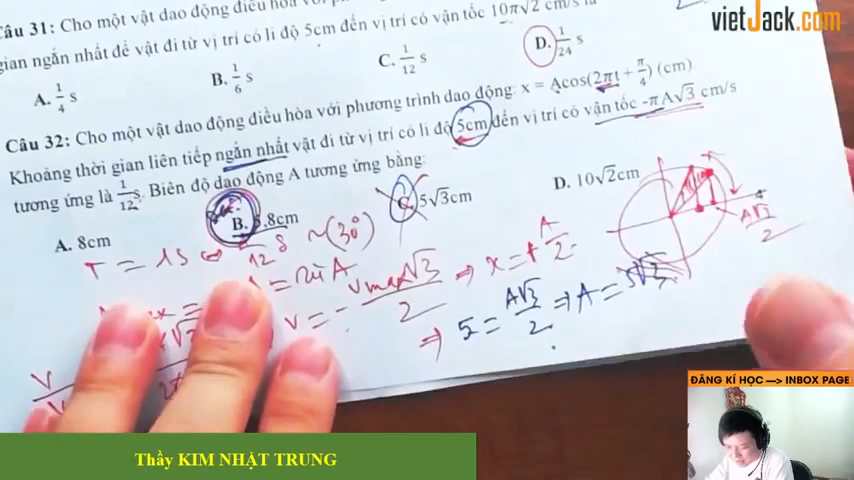 vietJack.com
Câu 31: Cho một vật dao động điều hòa với
vị trí có vận tốc 10π√2 cm/s
gian ngắn nhất để vật đi từ vị trí có li độ 5cm đến
A. 1/4 s B. 1/6 s C. 1/12 s D. 1/24 s
Câu 32: Cho một vật dao động điều hòa với phương trình dao động: x = Acos(2πt + π/4) (cm)
Khoảng thời gian liên tiếp ngắn nhất vật đi từ vị trí có li độ 5cm đến vị trí có vận tốc -πA√3 cm/s
tương ứng là 1/12 s. Biên độ dao động A tương ứng bằng:
A. 8cm B. 5.8cm C. 5√3cm D. 10√2cm
T = 1s ⇔ 1/12 s ~ (30°)
A√3/2
= 2π A
v = - vmax√3/2 ⇒ x = ± A/2
⇒ 5 = A√3/2 ⇒ A =
ĐĂNG KÍ HỌC —> INBOX PAGE
Thầy KIM NHẬT TRUNG